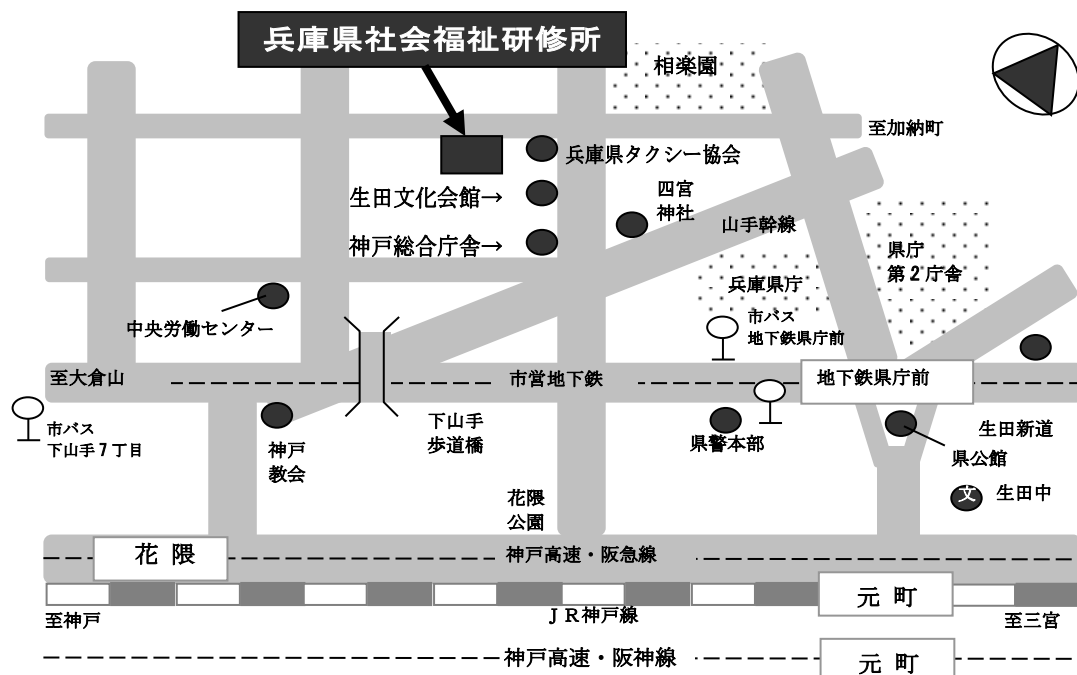 兵庫県社会福祉研修所
相楽園
至加納町
兵庫県タクシー協会
生田文化会館→
四宮
神社
山手幹線
神戸総合庁舎→
県庁
第2庁舎
兵庫県庁
中央労働センター
市バス
地下鉄県庁前
至大倉山
市営地下鉄
地下鉄県庁前
市バス
下山手7丁目
神戸
教会
下山手
歩道橋
県警本部
生田新道
県公館
文
生田中
花隈
公園
花隈
神戸高速・阪急線
元町
至神戸
JR神戸線
至三宮
神戸高速・阪神線
元町